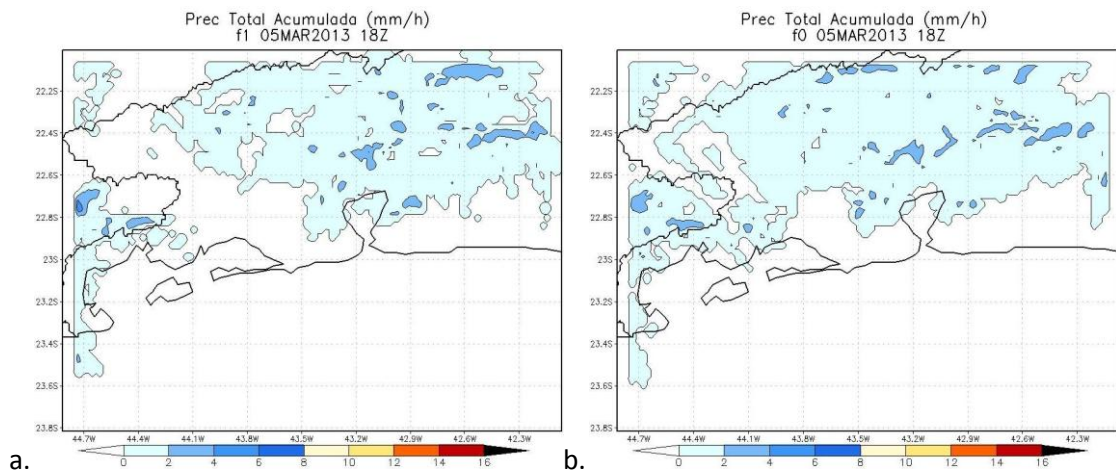 Prec Total Acumulada (mm/h)
f1 05MAR2013 18Z
22.2S
22.4S
22.6S
22.8S
23S
23.2S
23.4S
23.6S
23.8S
44.7W 44.4W 44.1W 43.8W 43.5W 43.2W 42.9W 42.6W 42.3W
0 2 4 6 8 10 12 14 16
a.
Prec Total Acumulada (mm/h)
f0 05MAR2013 18Z
22.2S
22.4S
22.6S
22.8S
23S
23.2S
23.4S
23.6S
23.8S
44.7W 44.4W 44.1W 43.8W 43.5W 43.2W 42.9W 42.6W 42.3W
0 2 4 6 8 10 12 14 16
b.